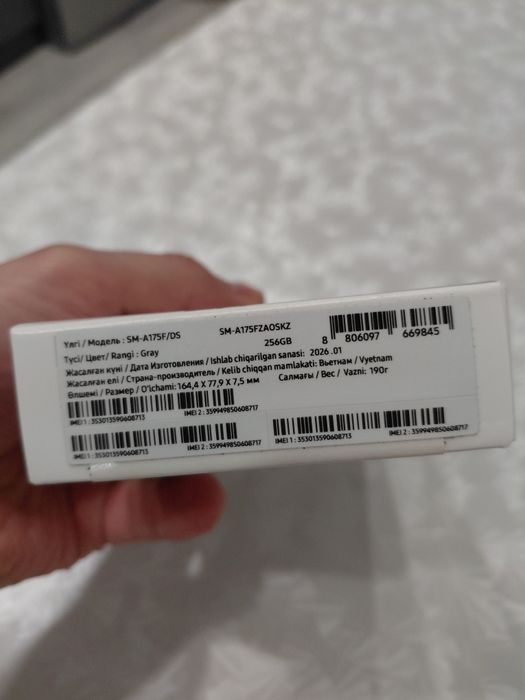 Үлгі / Модель : SM-A175F/DS SM-A175FZAOSKZ
Түсі/ Цвет/ Rangi : Gray 256GB
8 806097 669845
Жасалған күні / Дата Изготовления / Ishlab chiqarilgan sanasi: 2026 .01
Жасалған елі / Страна-производитель / Kelib chiqqan mamlakati: Вьетнам / Vyetnam
Өлшемі / Размер / O'lchami: 164,4 X 77,9 X 7,5 мм Салмағы / Вес / Vazni: 190г
IMEI 1 : 353013590608713 IMEI 2 : 359949850608717
IMEI 1 : 353013590608713 IMEI 2 : 359949850608717
IMEI 1 : 353013590608713 IMEI 2 : 359949850608717